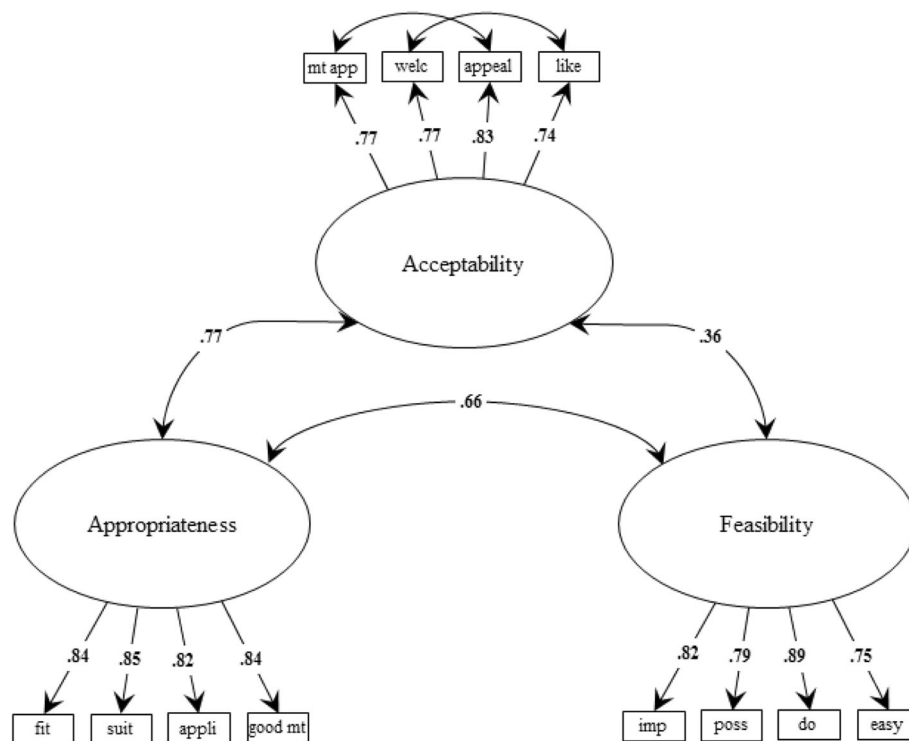 mt app welc appeal like
.77 .77 .83 .74
Acceptability
.77 .36
.66
Appropriateness Feasibility
.84 .85 .82 .84 .82 .79 .89 .75
fit suit appli good mt imp poss do easy